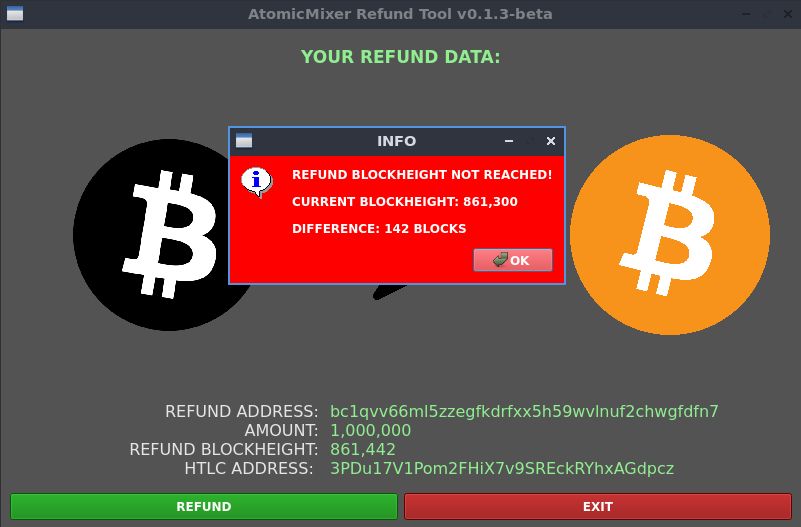 AtomicMixer Refund Tool v0.1.3-beta
YOUR REFUND DATA:
INFO
REFUND BLOCKHEIGHT NOT REACHED!
CURRENT BLOCKHEIGHT: 861,300
DIFFERENCE: 142 BLOCKS
OK
REFUND ADDRESS: bc1qvv66ml5zzegfkdrfxx5h59wvlnuf2chwgfdfn7
AMOUNT: 1,000,000
REFUND BLOCKHEIGHT: 861,442
HTLC ADDRESS: 3PDu17V1Pom2FHiX7v9SREckRYhxAGdpcz
REFUND
EXIT